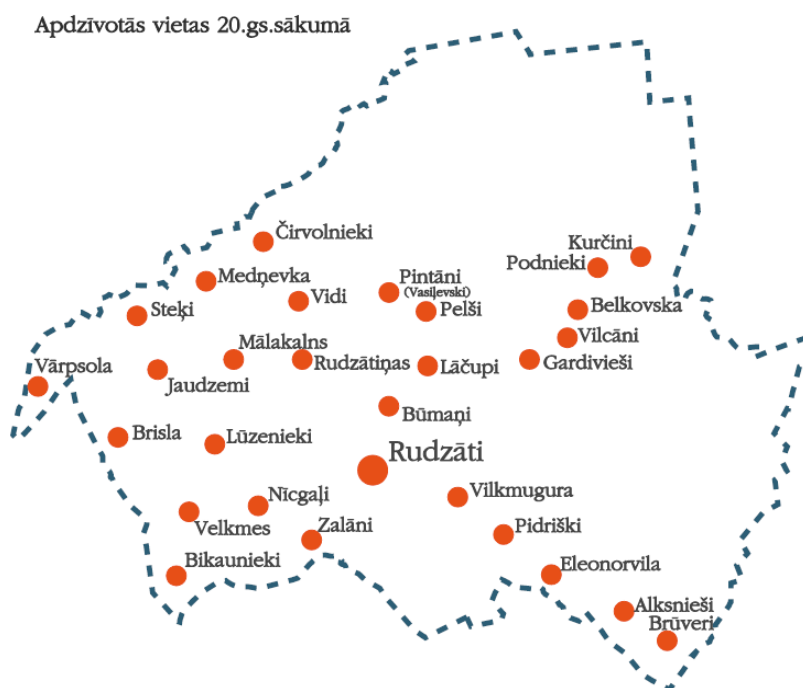 Apdzīvotās vietas 20.gs.sākumā
Čirvolnieki
Kurčini
Podnieki
Medņevka
Pintāni
(Vasiļevski)
Vidi
Steķi
Pelši
Belkovska
Vilcāni
Mālakalns
Vārpsola
Rudzātiņas
Lāčupi
Gardivieši
Jaudzemi
Būmaņi
Brisla
Lūzenieki
Rudzāti
Vilkmugura
Nīcgaļi
Velkmes
Zalāni
Pidriški
Bikaunieki
Eleonorvila
Alksnieši
Brūveri